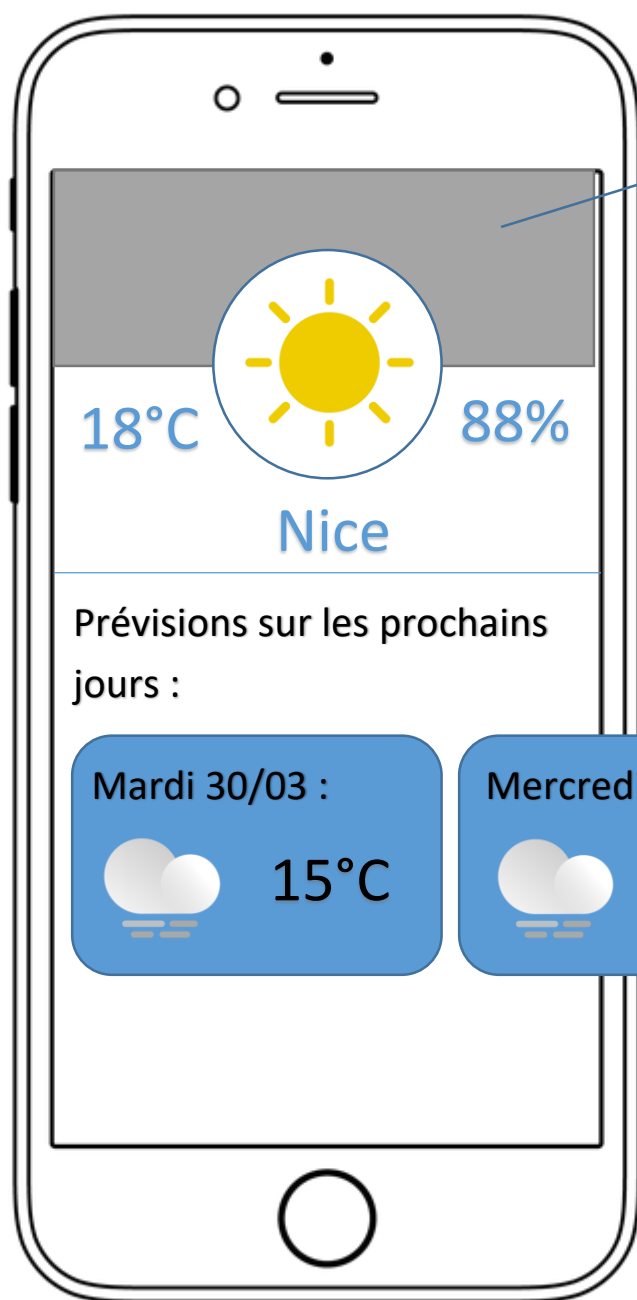 18°C
88%
Nice
Prévisions sur les prochains
jours :
Mardi 30/03 :
15°C
Mercred